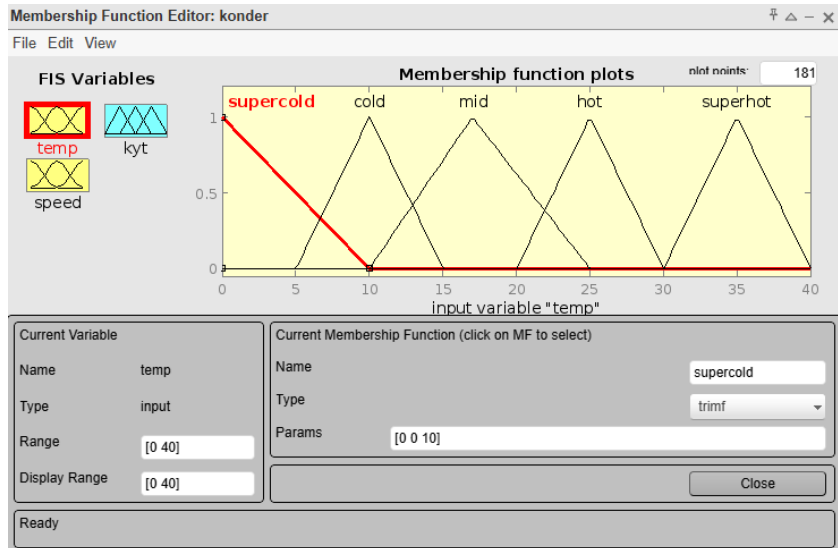 Membership Function Editor: konder
File Edit View
FIS Variables
temp
kyt
speed
Membership function plots
plot points:
181
supercold
cold
mid
hot
superhot
1
0.5
0
0 5 10 15 20 25 30 35 40
input variable "temp"
Current Variable
Name temp
Type input
Range [0 40]
Display Range [0 40]
Current Membership Function (click on MF to select)
Name supercold
Type trimf
Params [0 0 10]
Close
Ready